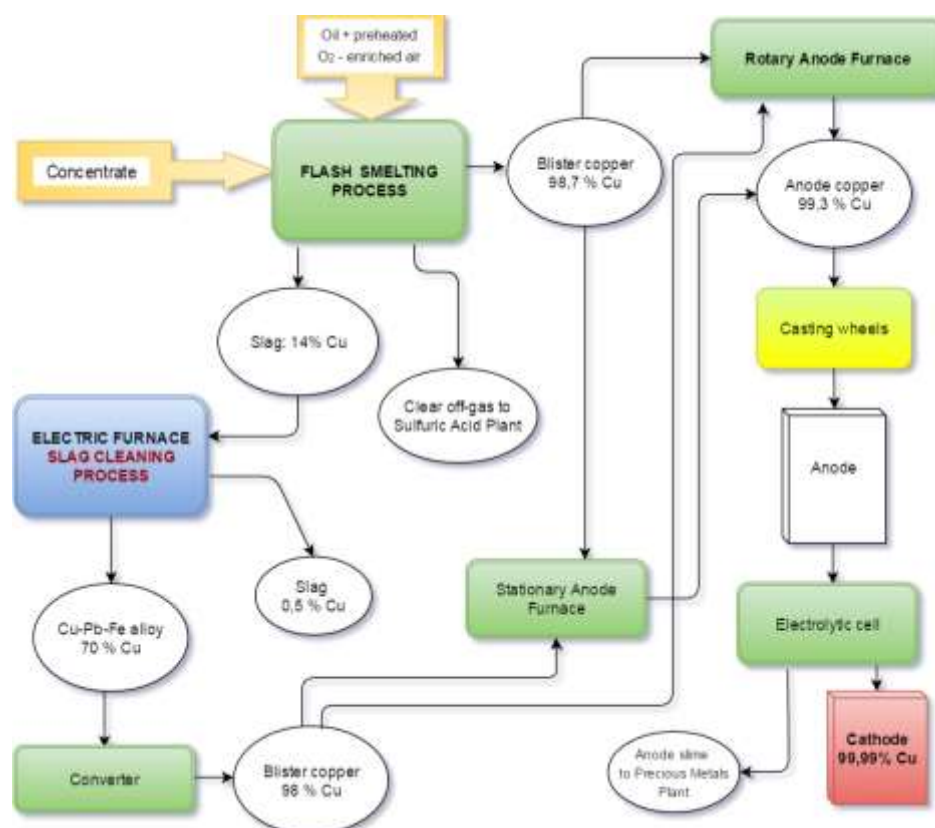 Oil + preheated
O2 - enriched air
Rotary Anode Furnace
Concentrate
FLASH SMELTING
PROCESS
Blister copper
98,7 % Cu
Anode copper
99,3 % Cu
Slag: 14% Cu
Casting wheels
Clear off-gas to
Sulfuric Acid Plant
ELECTRIC FURNACE
SLAG CLEANING
PROCESS
Anode
Slag
0,5 % Cu
Stationary Anode
Furnace
Cu-Pb-Fe alloy
70 % Cu
Electrolytic cell
Converter
Blister copper
98 % Cu
Anode slime
to Precious Metals
Plant
Cathode
99,99% Cu